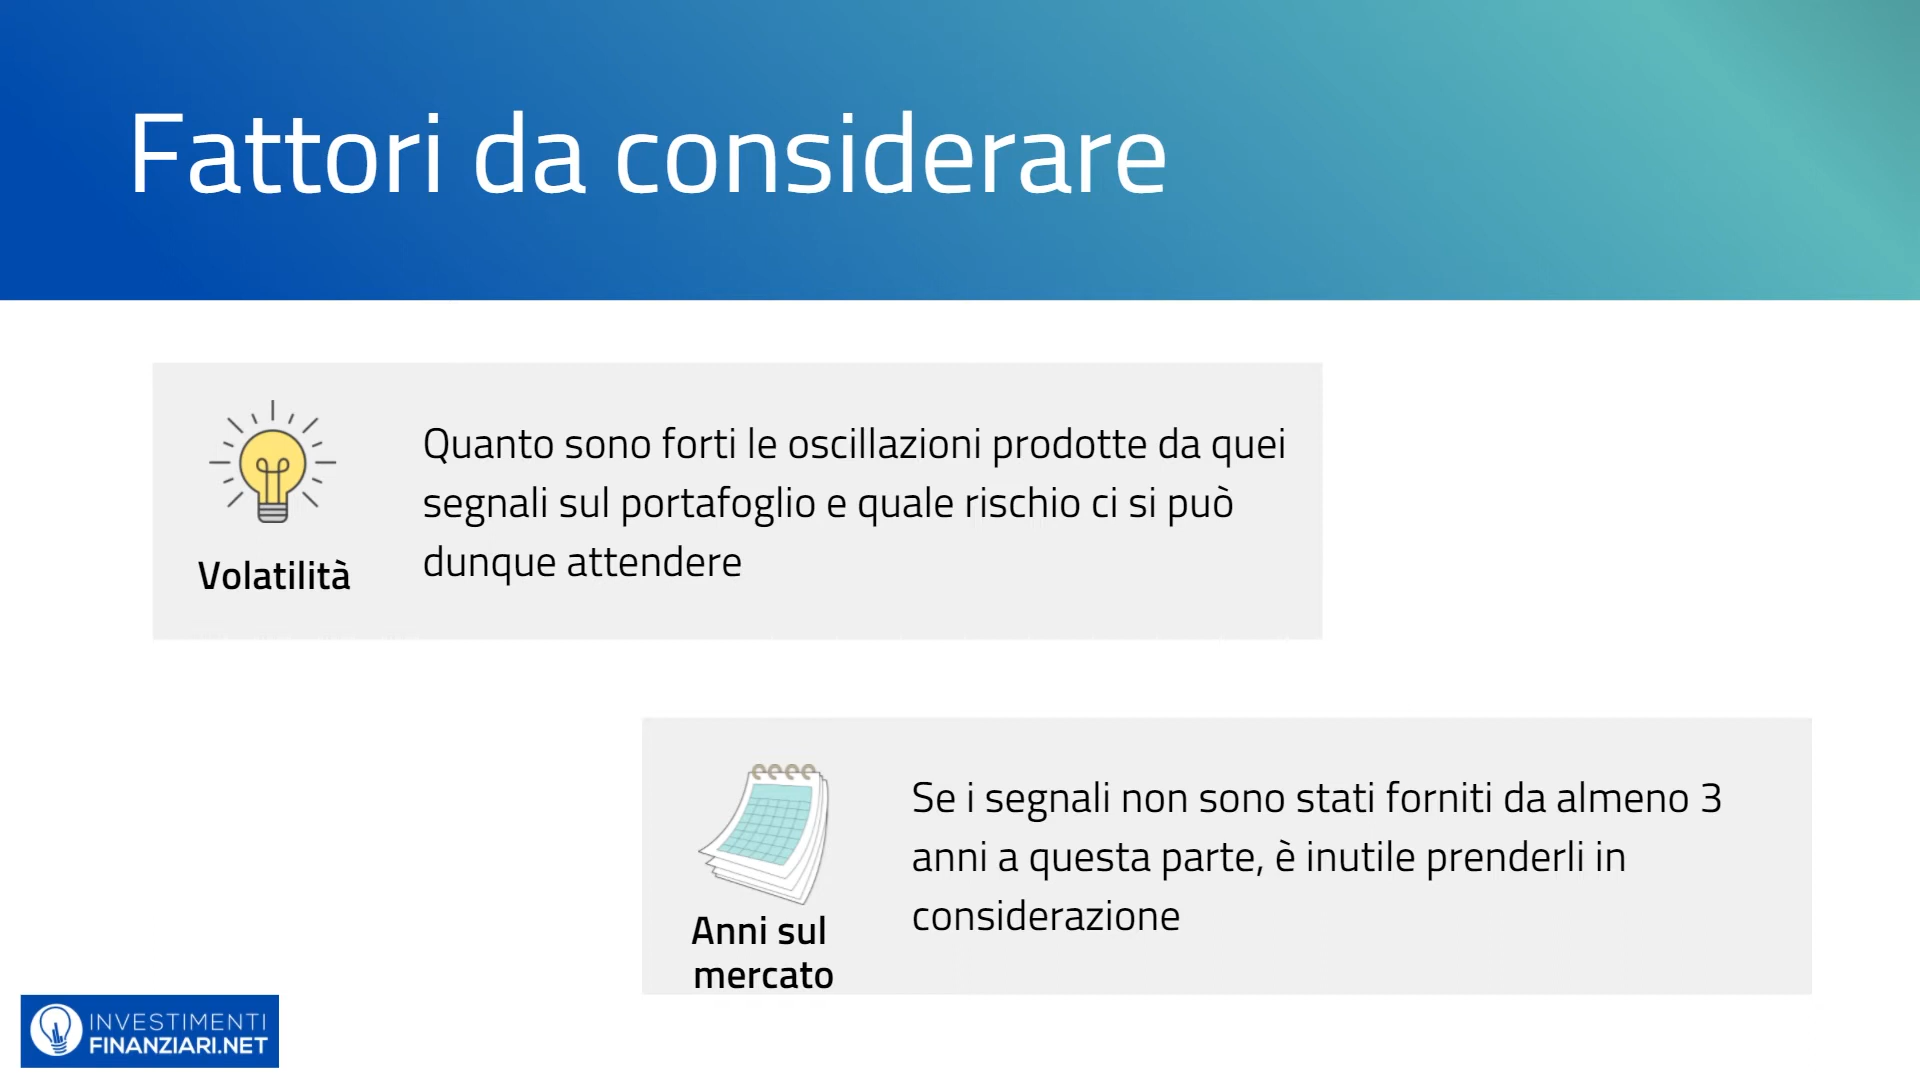 Fattori da considerare
Quanto sono forti le oscillazioni prodotte da quei
segnali sul portafoglio e quale rischio ci si può
dunque attendere
Volatilità
Se i segnali non sono stati forniti da almeno 3
anni a questa parte, è inutile prenderli in
considerazione
Anni sul
mercato
INVESTIMENTI
FINANZIARI.NET